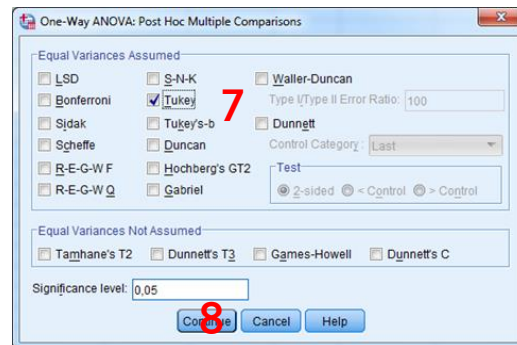 One-Way ANOVA: Post Hoc Multiple Comparisons
Equal Variances Assumed
LSD S-N-K Waller-Duncan
Bonferroni Tukey 7 Type I/Type II Error Ratio: 100
Sidak Tukey's-b Dunnett
Scheffe Duncan Control Category: Last
R-E-G-W F Hochberg's GT2 Test
R-E-G-W Q Gabriel 2-sided < Control > Control
Equal Variances Not Assumed
Tamhane's T2 Dunnett's T3 Games-Howell Dunnett's C
Significance level: 0,05
Continue 8 Cancel Help